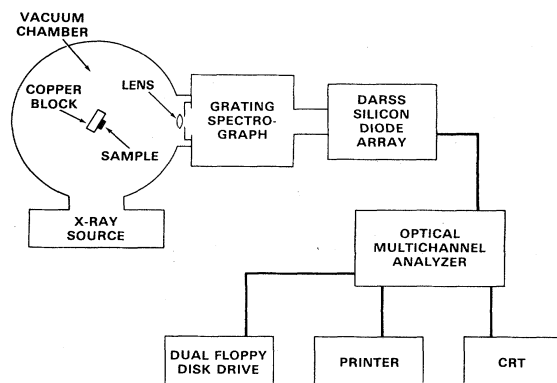 VACUUM
CHAMBER
COPPER
BLOCK
LENS
SAMPLE
X-RAY
SOURCE
GRATING
SPECTRO-
GRAPH
DARSS
SILICON
DIODE
ARRAY
OPTICAL
MULTICHANNEL
ANALYZER
DUAL FLOPPY
DISK DRIVE
PRINTER
CRT